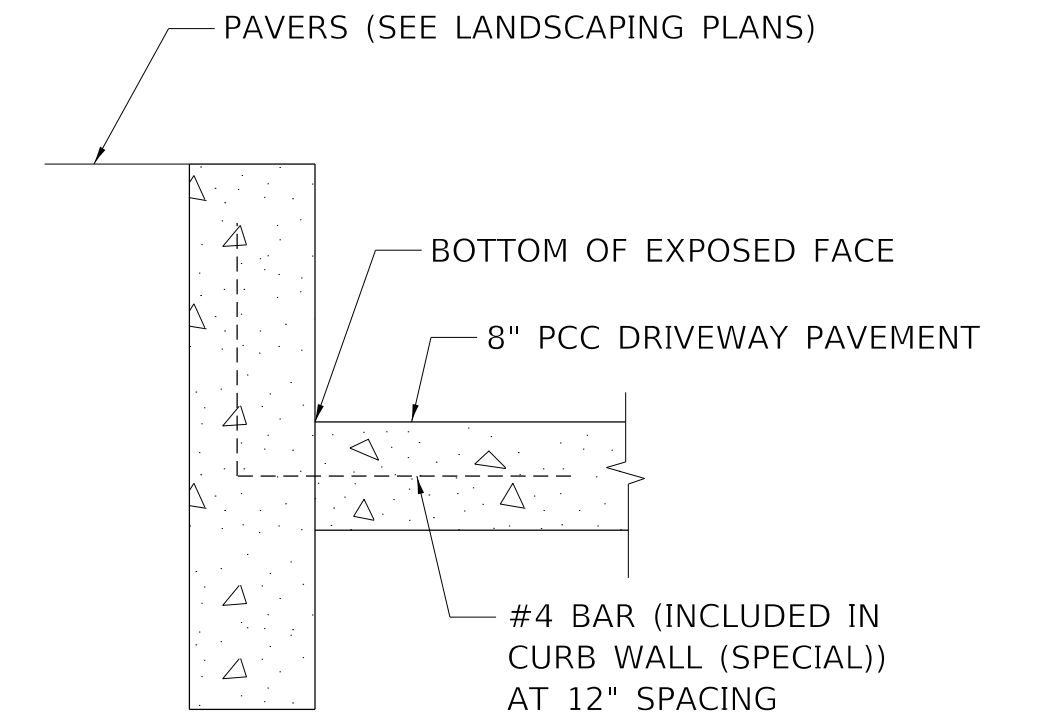 PAVERS (SEE LANDSCAPING PLANS)
BOTTOM OF EXPOSED FACE
8" PCC DRIVEWAY PAVEMENT
#4 BAR (INCLUDED IN
CURB WALL (SPECIAL))
AT 12" SPACING